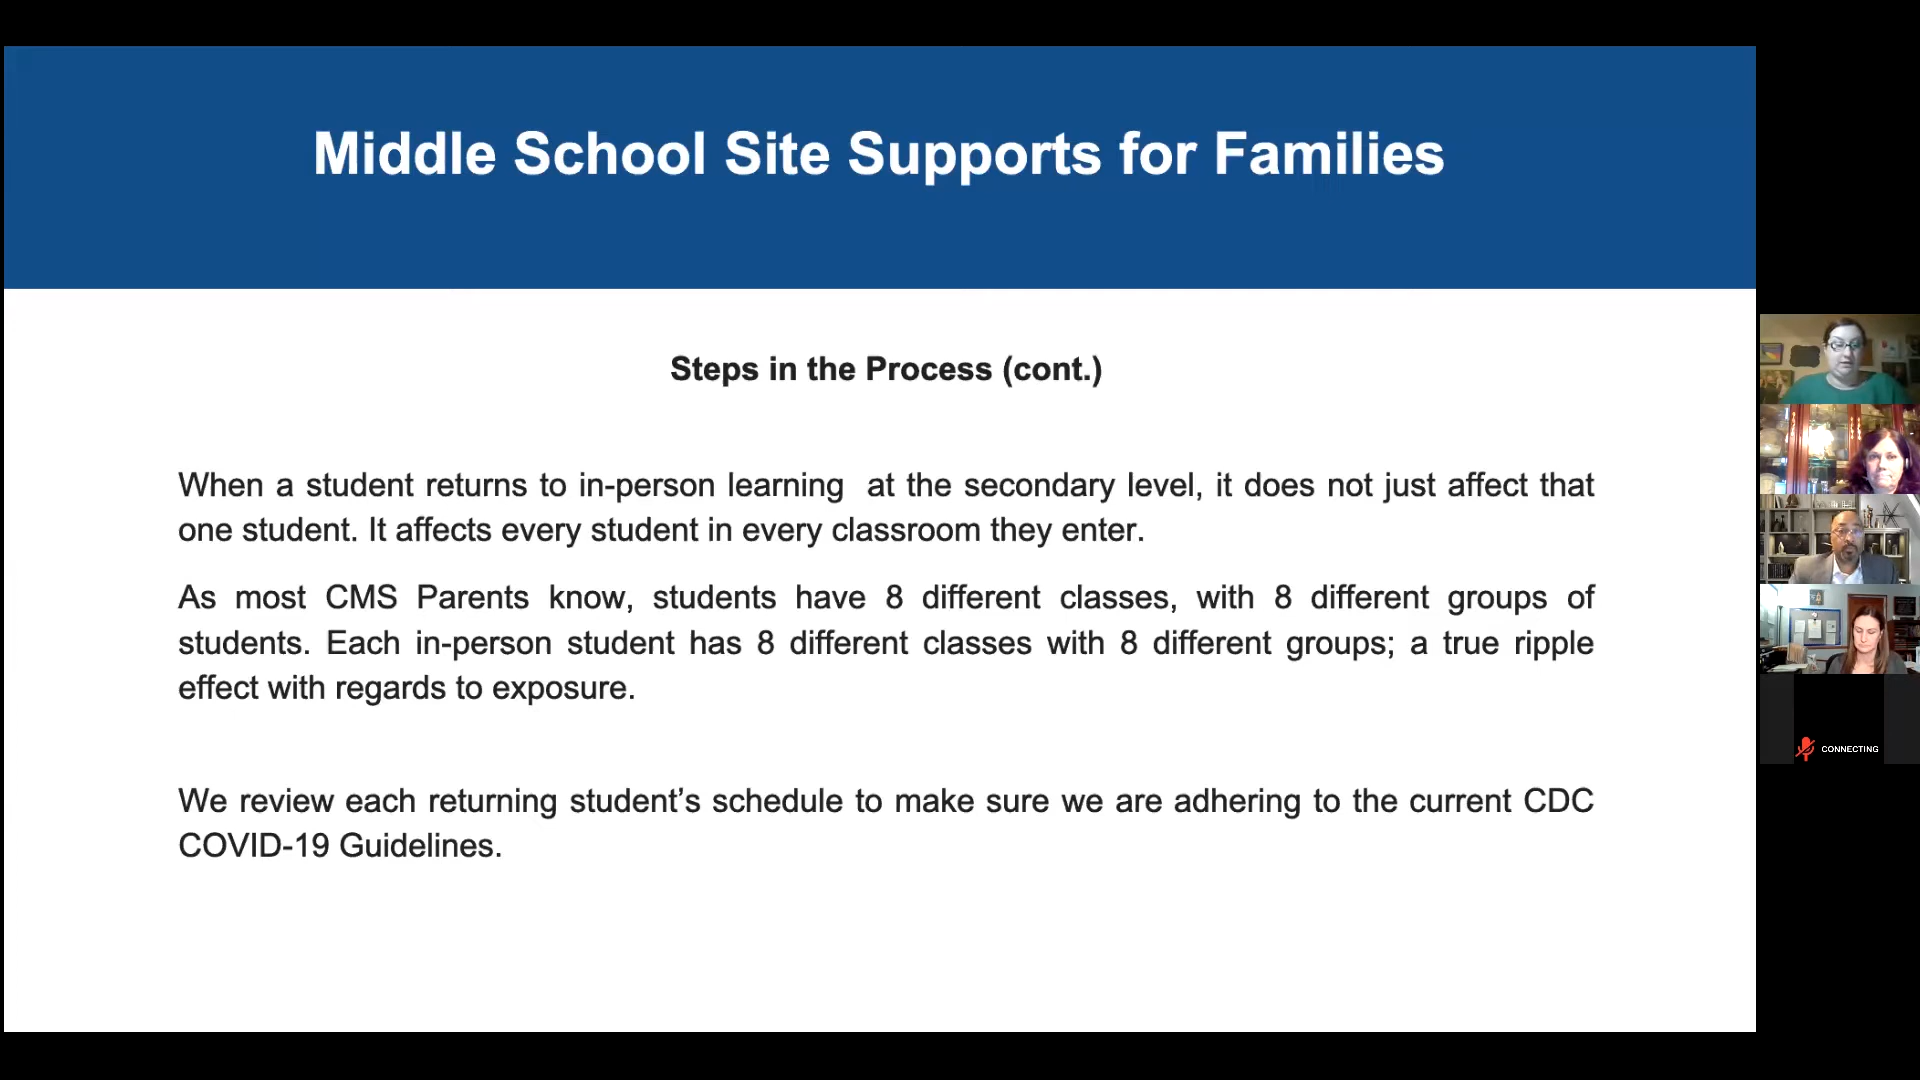 Middle School Site Supports for Families
Steps in the Process (cont.)
When a student returns to in-person learning  at the secondary level, it does not just affect that
one student. It affects every student in every classroom they enter.
As most CMS Parents know, students have 8 different classes, with 8 different groups of
students. Each in-person student has 8 different classes with 8 different groups; a true ripple
effect with regards to exposure.
We review each returning student’s schedule to make sure we are adhering to the current CDC
COVID-19 Guidelines.
CONNECTING